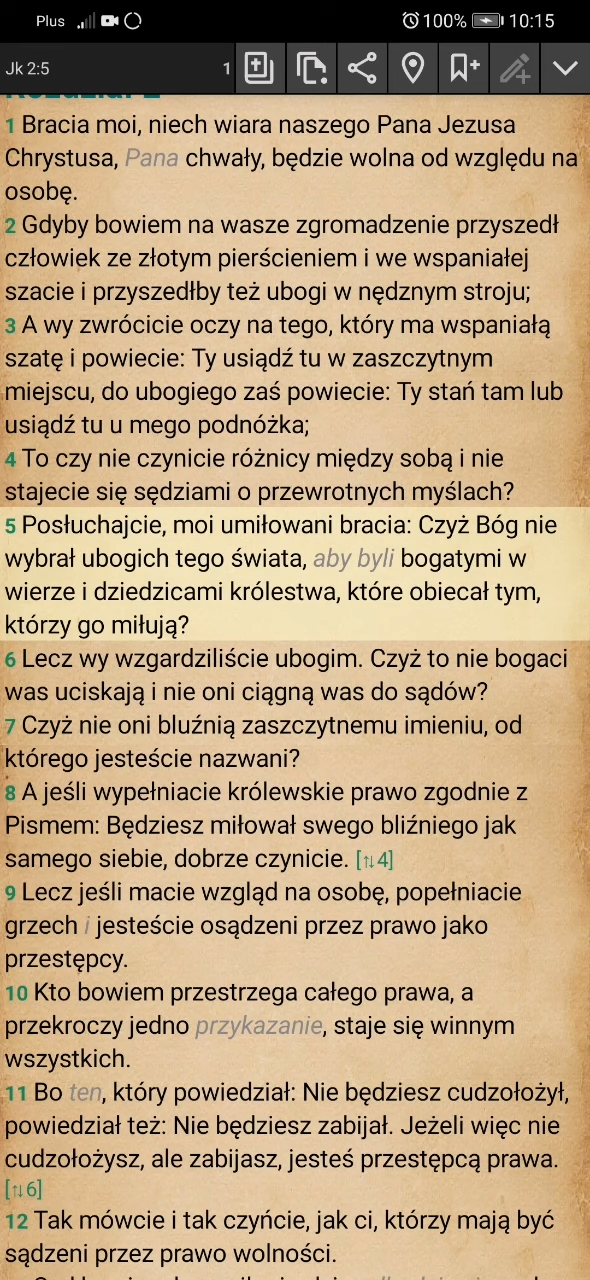 Plus 100% 10:15
Jk 2:5 1
Rozdział 2
1 Bracia moi, niech wiara naszego Pana Jezusa
Chrystusa, Pana chwały, będzie wolna od względu na
osobę.
2 Gdyby bowiem na wasze zgromadzenie przyszedł
człowiek ze złotym pierścieniem i we wspaniałej
szacie i przyszedłby też ubogi w nędznym stroju;
3 A wy zwrócicie oczy na tego, który ma wspaniałą
szatę i powiecie: Ty usiądź tu w zaszczytnym
miejscu, do ubogiego zaś powiecie: Ty stań tam lub
usiądź tu u mego podnóżka;
4 To czy nie czynicie różnicy między sobą i nie
stajecie się sędziami o przewrotnych myślach?
5 Posłuchajcie, moi umiłowani bracia: Czyż Bóg nie
wybrał ubogich tego świata, aby byli bogatymi w
wierze i dziedzicami królestwa, które obiecał tym,
którzy go miłują?
6 Lecz wy wzgardziliście ubogim. Czyż to nie bogaci
was uciskają i nie oni ciągną was do sądów?
7 Czyż nie oni bluźnią zaszczytnemu imieniu, od
którego jesteście nazwani?
8 A jeśli wypełniacie królewskie prawo zgodnie z
Pismem: Będziesz miłował swego bliźniego jak
samego siebie, dobrze czynicie. [↑↓4]
9 Lecz jeśli macie wzgląd na osobę, popełniacie
grzech i jesteście osądzeni przez prawo jako
przestępcy.
10 Kto bowiem przestrzega całego prawa, a
przekroczy jedno przykazanie, staje się winnym
wszystkich.
11 Bo ten, który powiedział: Nie będziesz cudzołożył,
powiedział też: Nie będziesz zabijał. Jeżeli więc nie
cudzołożysz, ale zabijasz, jesteś przestępcą prawa.
[↑↓6]
12 Tak mówcie i tak czyńcie, jak ci, którzy mają być
sądzeni przez prawo wolności.